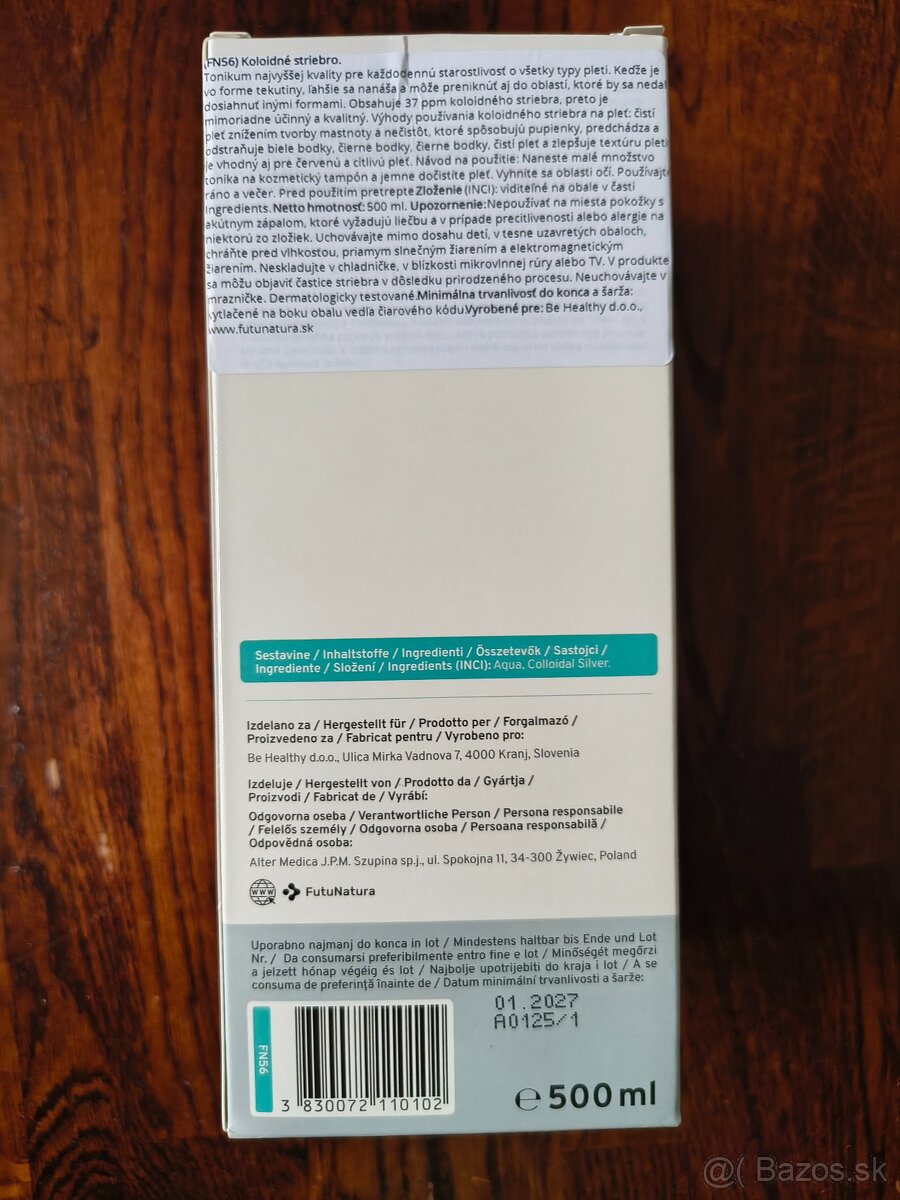 (FN56) Koloidné striebro.
Tonikum najvyššej kvality pre každodennú starostlivosť o všetky typy pleti. Keďže je
vo forme tekutiny, ľahšie sa nanáša a môže preniknúť aj do oblastí, ktoré by sa nedali
dosiahnuť inými formami. Obsahuje 37 ppm koloidného striebra, preto je
mimoriadne účinný a kvalitný. Výhody používania koloidného striebra na pleť: čistí
pleť znížením tvorby mastnoty a nečistôt, ktoré spôsobujú pupienky, predchádza a
odstraňuje biele bodky, čierne bodky, čierne bodky, čistí pleť a zlepšuje textúru pleti
je vhodný aj pre červenú a citlivú pleť. Návod na použitie: Naneste malé množstvo
tonika na kozmetický tampón a jemne dočistite pleť. Vyhnite sa oblasti očí. Používajte
ráno a večer. Pred použitím pretrepte Zloženie (INCI): viditeľné na obale v časti
Ingredients. Netto hmotnosť: 500 ml. Upozornenie: Nepoužívať na miesta pokožky s
akútnym zápalom, ktoré vyžadujú liečbu a v prípade precitlivenosti alebo alergie na
niektorú zo zložiek. Uchovávajte mimo dosahu detí, v tesne uzavretých obaloch,
chráňte pred vlhkosťou, priamym slnečným žiarením a elektromagnetickým
žiarením. Neskladujte v chladničke, v blízkosti mikrovlnnej rúry alebo TV. V produkte
sa môžu objaviť častice striebra v dôsledku prirodzeného procesu. Neuchovávajte v
mrazničke. Dermatologicky testované. Minimálna trvanlivosť do konca a šarža:
vytlačené na boku obalu vedľa čiarového kódu. Vyrobené pre: Be Healthy d.o.o.,
www.futunatura.sk
Sestavine / Inhaltstoffe / Ingredienti / Összetevők / Sastojci /
Ingrediente / Složení / Ingredients (INCI): Aqua, Colloidal Silver.
Izdelano za / Hergestellt für / Prodotto per / Forgalmazó /
Proizvedeno za / Fabricat pentru / Vyrobeno pro:
Be Healthy d.o.o., Ulica Mirka Vadnova 7, 4000 Kranj, Slovenia
Izdeluje / Hergestellt von / Prodotto da / Gyártja /
Proizvodi / Fabricat de / Vyrábí:
Odgovorna oseba / Verantwortliche Person / Persona responsabile
/ Felelős személy / Odgovorna osoba / Persoana responsabilă /
Odpovědná osoba:
Alter Medica J.P.M. Szupina sp.j., ul. Spokojna 11, 34-300 Żywiec, Poland
www FutuNatura
Uporabno najmanj do konca in lot / Mindestens haltbar bis Ende und Lot
Nr. / Da consumarsi preferibilmente entro fine e lot / Minőségét megőrzi
a jelzett hónap végéig és lot / Najbolje upotrijebiti do kraja i lot / A se
consuma de preferință înainte de / Datum minimální trvanlivosti a šarže:
01.2027
A0125/1
FN56
3 830072 110102
℮ 500 ml
@( Bazos.sk